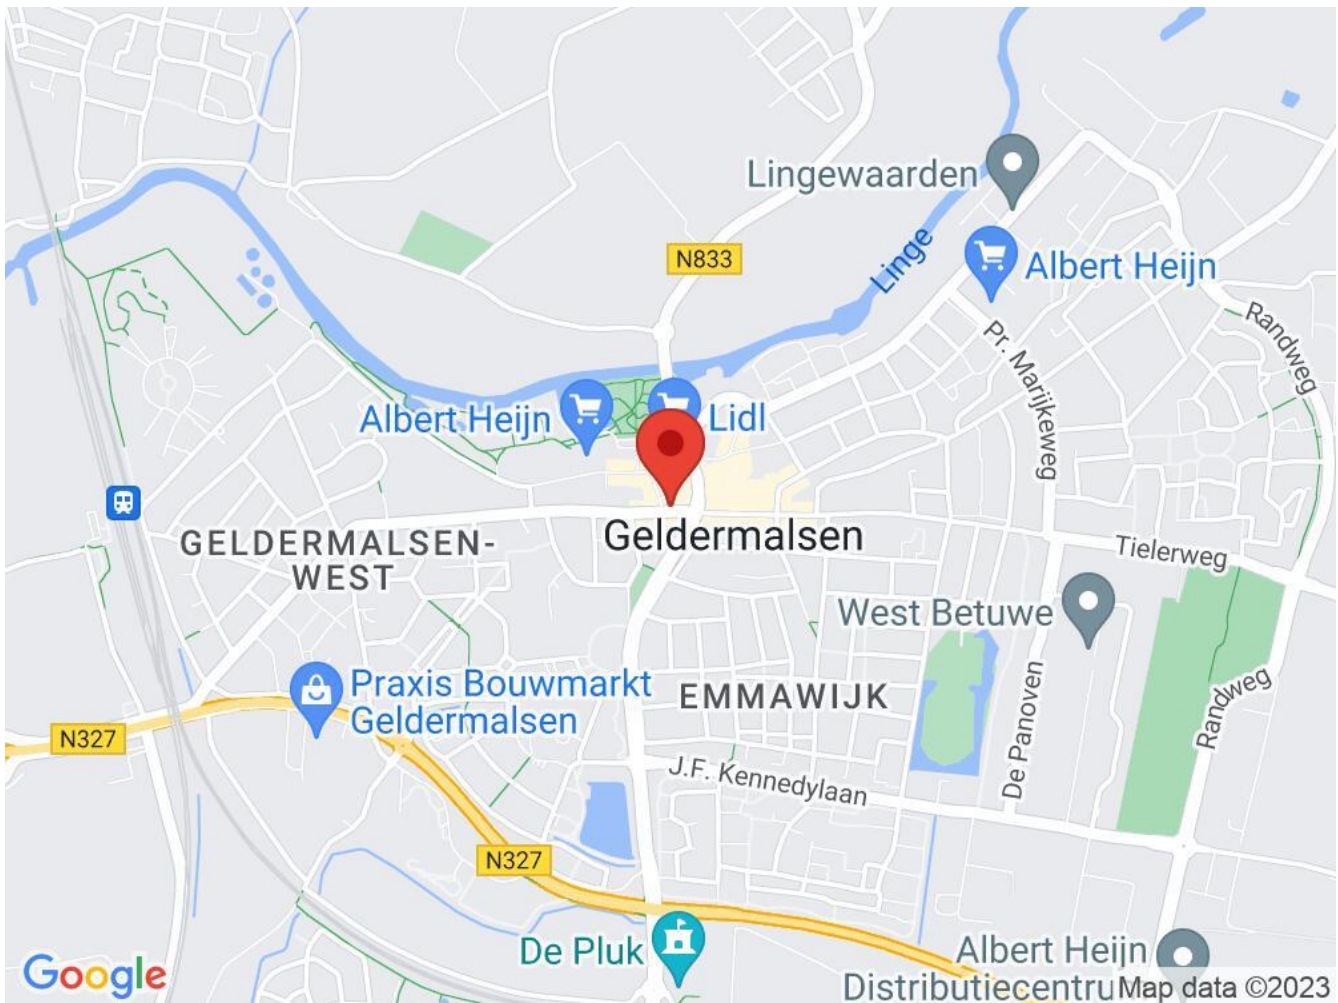 Lingewaarden
N833
Linge
Albert Heijn
Randweg
Pr. Marijkeweg
Albert Heijn
Lidl
Geldermalsen
GELDERMALSEN-
WEST
Tielerweg
West Betuwe
Praxis Bouwmarkt
Geldermalsen
EMMAWIJK
De Panoven
Randweg
N327
J.F. Kennedylaan
N327
De Pluk
Albert Heijn
Distributiecentru
Google
Map data ©2023